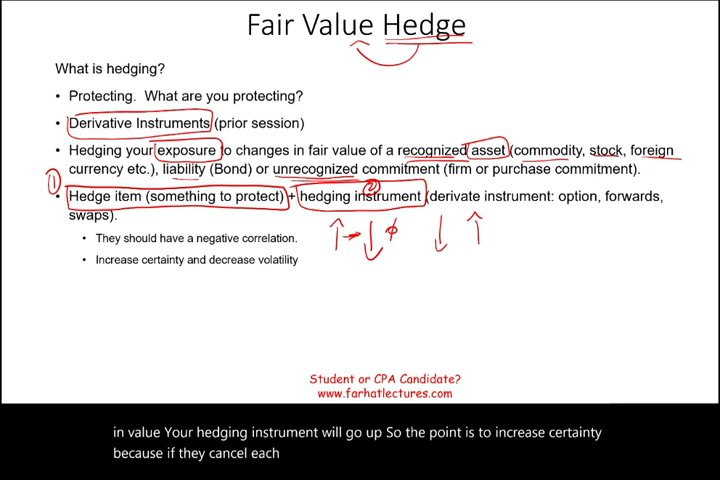 Fair Value Hedge
What is hedging?
• Protecting. What are you protecting?
• Derivative Instruments (prior session)
• Hedging your exposure to changes in fair value of a recognized asset (commodity, stock, foreign
currency etc.), liability (Bond) or unrecognized commitment (firm or purchase commitment).
1
2
• Hedge item (something to protect) + hedging instrument (derivate instrument: option, forwards,
swaps).
• They should have a negative correlation.
• Increase certainty and decrease volatility
Student or CPA Candidate?
www.farhatlectures.com
in value Your hedging instrument will go up So the point is to increase certainty
because if they cancel each